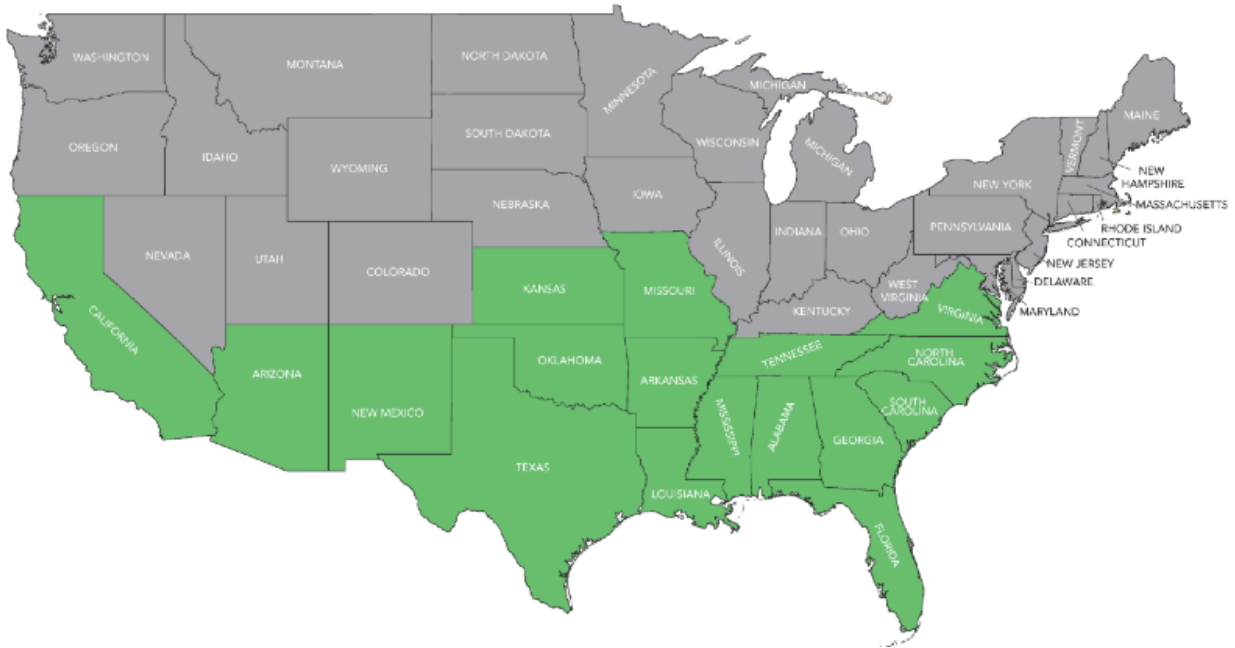 WASHINGTON
MONTANA
NORTH DAKOTA
MINNESOTA
MICHIGAN
MAINE
VERMONT
OREGON
IDAHO
WYOMING
SOUTH DAKOTA
WISCONSIN
MICHIGAN
NEW YORK
NEW
HAMPSHIRE
MASSACHUSETTS
RHODE ISLAND
CONNECTICUT
NEBRASKA
IOWA
ILLINOIS
INDIANA
OHIO
PENNSYLVANIA
NEW JERSEY
DELAWARE
MARYLAND
NEVADA
UTAH
COLORADO
KANSAS
MISSOURI
KENTUCKY
WEST
VIRGINIA
VIRGINIA
CALIFORNIA
ARIZONA
NEW MEXICO
OKLAHOMA
ARKANSAS
TENNESSEE
NORTH
CAROLINA
SOUTH
CAROLINA
MISSISSIPPI
ALABAMA
GEORGIA
TEXAS
LOUISIANA
FLORIDA